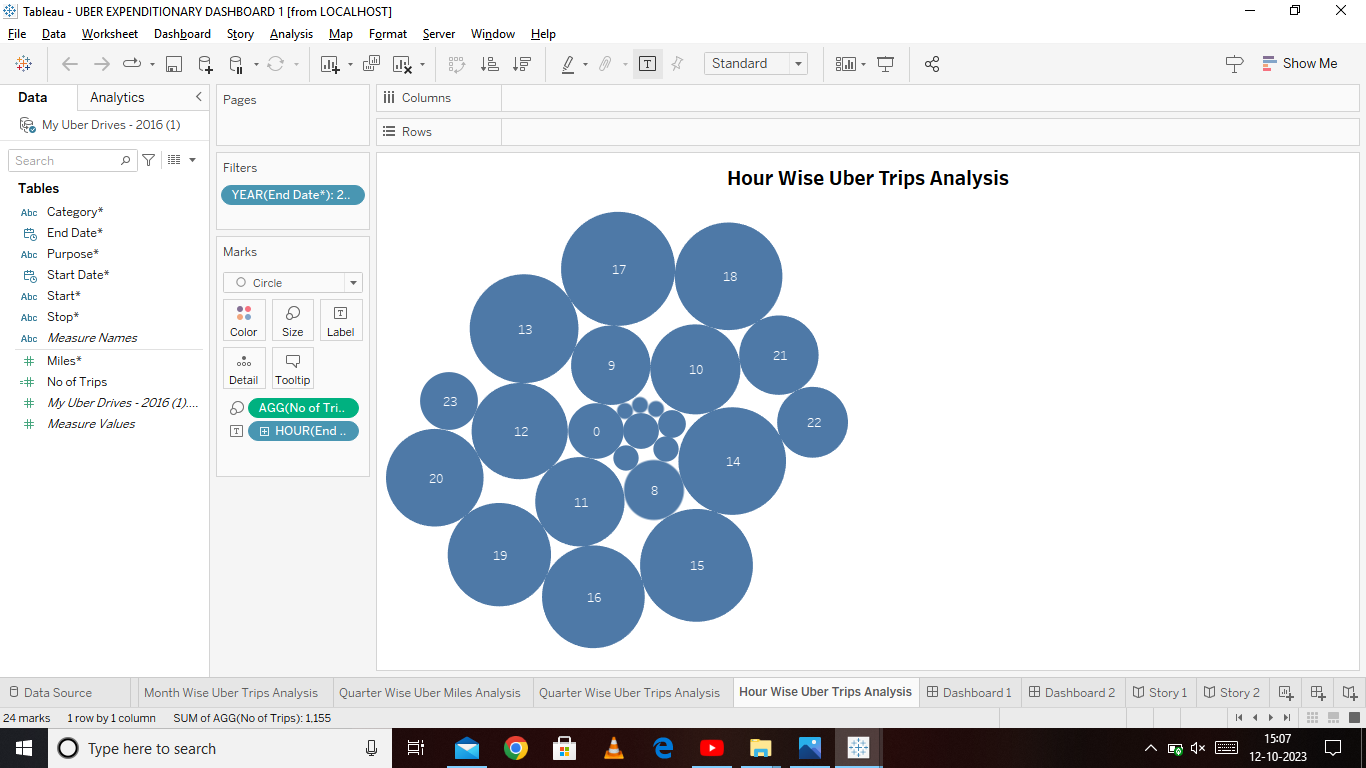 Tableau - UBER EXPENDITIONARY DASHBOARD 1 [from LOCALHOST]
File Data Worksheet Dashboard Story Analysis Map Format Server Window Help
Standard
Show Me
Data Analytics
My Uber Drives - 2016 (1)
Search
Tables
Abc Category*
End Date*
Abc Purpose*
Start Date*
Abc Start*
Abc Stop*
Abc Measure Names
Miles*
No of Trips
My Uber Drives - 2016 (1)....
Measure Values
Pages
Filters
YEAR(End Date*): 2..
Marks
Circle
Color Size Label
Detail Tooltip
AGG(No of Tri..
HOUR(End ..
Columns
Rows
Hour Wise Uber Trips Analysis
17
18
13
21
9
10
23
22
12
0
14
20
8
11
19
15
16
Data Source Month Wise Uber Trips Analysis Quarter Wise Uber Miles Analysis Quarter Wise Uber Trips Analysis Hour Wise Uber Trips Analysis Dashboard 1 Dashboard 2 Story 1 Story 2
24 marks 1 row by 1 column SUM of AGG(No of Trips): 1,155
Type here to search
15:07
12-10-2023